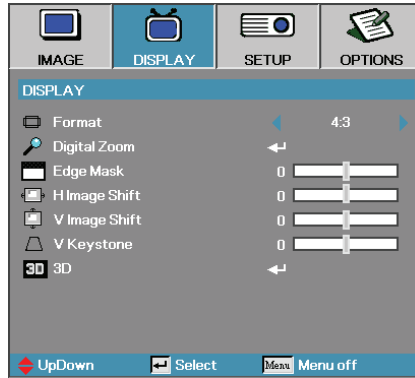 IMAGE DISPLAY SETUP OPTIONS
DISPLAY
Format 4:3
Digital Zoom
Edge Mask 0
H Image Shift 0
V Image Shift 0
V Keystone 0
3D 3D
UpDown Select Menu Menu off